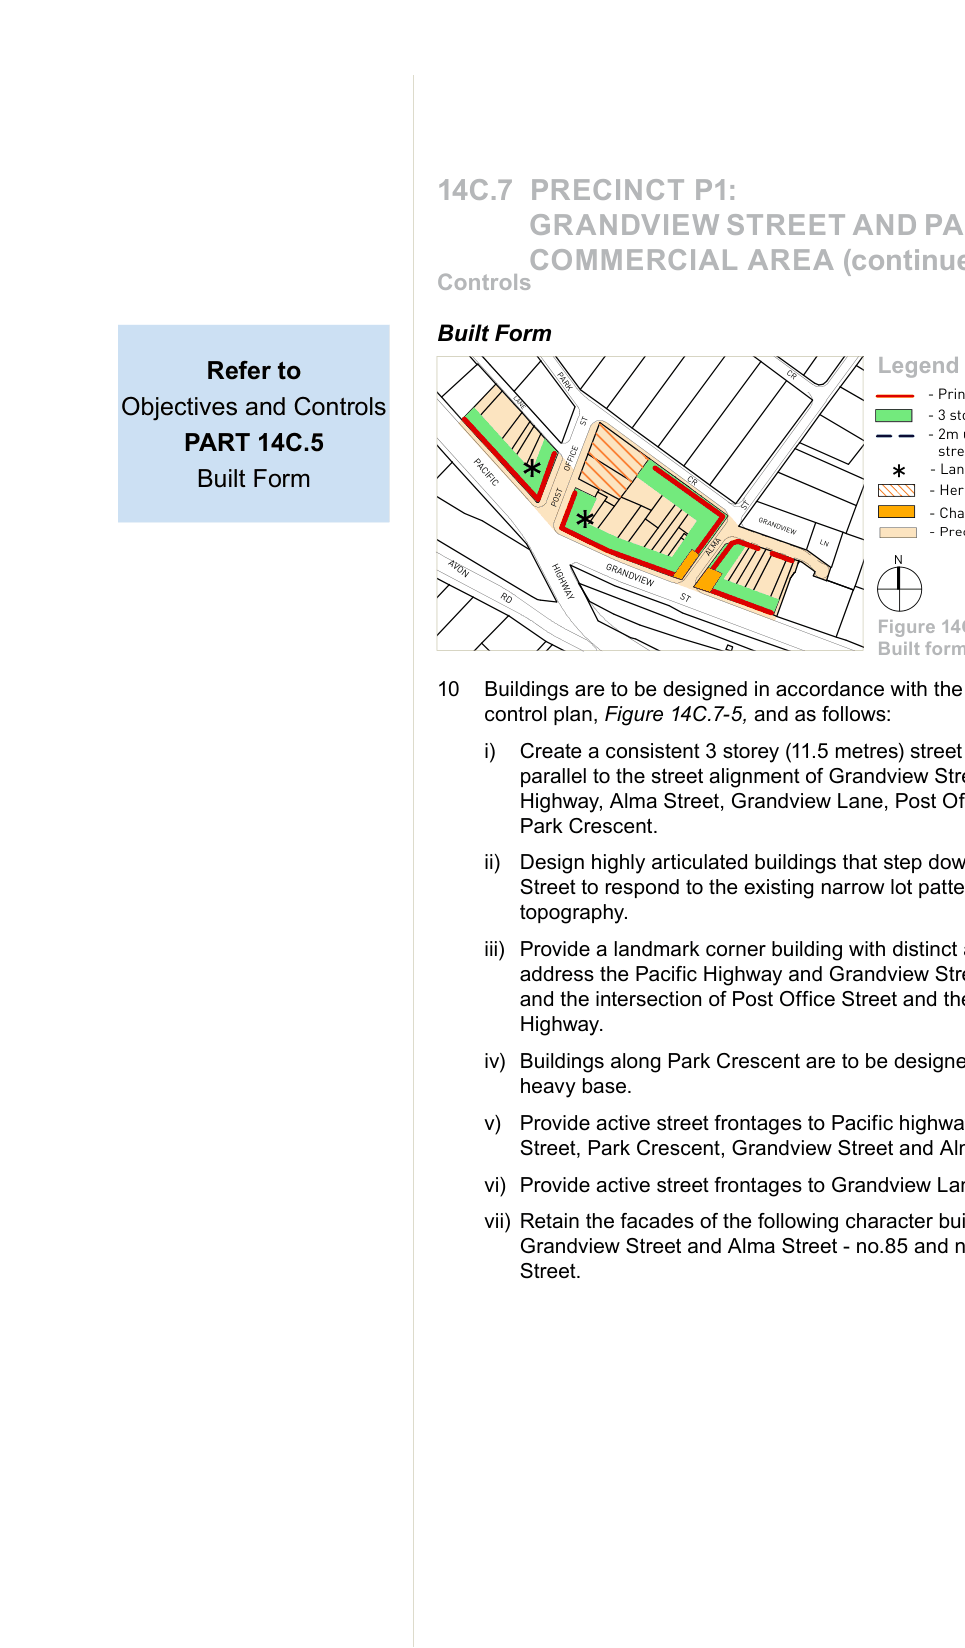 14C.7 PRECINCT P1:
GRANDVIEW STREET AND PA
COMMERCIAL AREA (continue
Controls
Refer to
Objectives and Controls
PART 14C.5
Built Form
Built Form
PARK
CR
LANE
ST
OFFICE
POST
PACIFIC
CR
ST
GRANDVIEW
LN
ALMA
AVON
RD
HIGHWAY
GRANDVIEW
ST
Legend
- Prin
- 3 sto
- 2m u
stre
- Lan
- Her
- Cha
- Prec
N
Figure 14C
Built form
10 Buildings are to be designed in accordance with the
control plan, Figure 14C.7-5, and as follows:
i) Create a consistent 3 storey (11.5 metres) street
parallel to the street alignment of Grandview Stre
Highway, Alma Street, Grandview Lane, Post Of
Park Crescent.
ii) Design highly articulated buildings that step dow
Street to respond to the existing narrow lot patte
topography.
iii) Provide a landmark corner building with distinct a
address the Pacific Highway and Grandview Stre
and the intersection of Post Office Street and the
Highway.
iv) Buildings along Park Crescent are to be designe
heavy base.
v) Provide active street frontages to Pacific highwa
Street, Park Crescent, Grandview Street and Alm
vi) Provide active street frontages to Grandview Lan
vii) Retain the facades of the following character bui
Grandview Street and Alma Street - no.85 and n
Street.